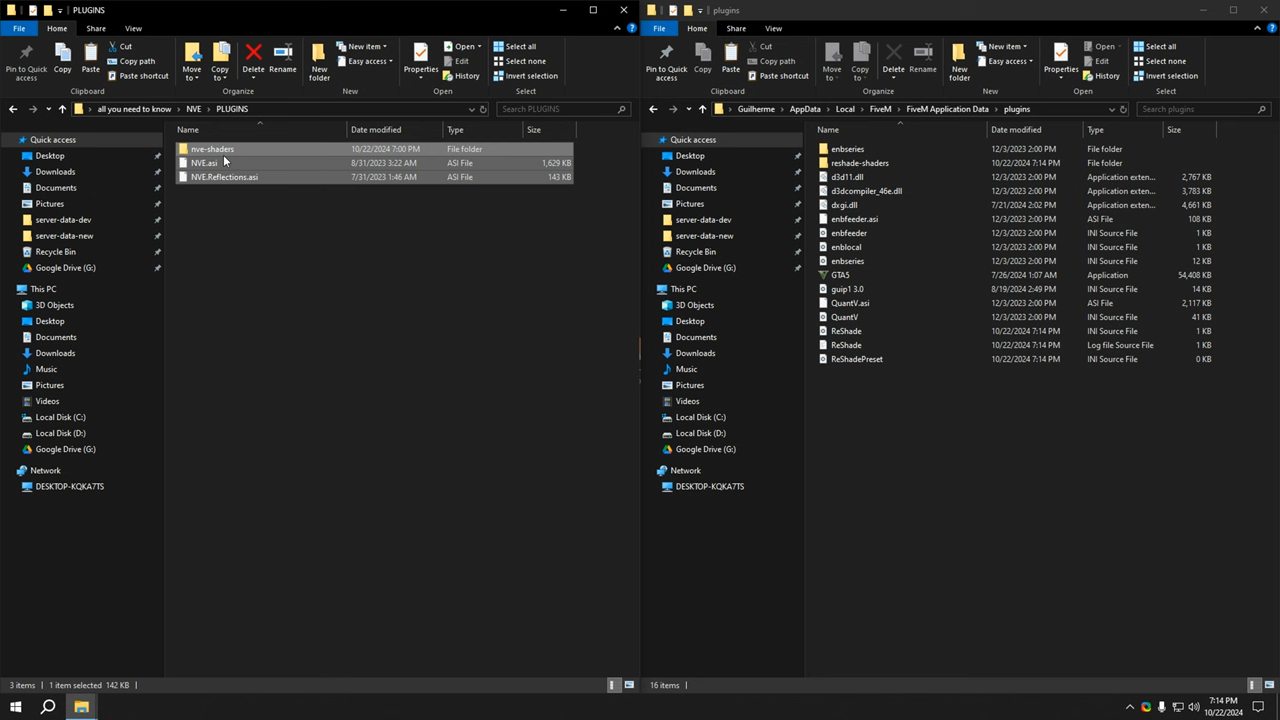 PLUGINS
File
Home
Share
View
Pin to Quick
access
Copy
Paste
Cut
Copy path
Paste shortcut
Clipboard
Move
to
Copy
to
Delete
Rename
Organize
New
folder
New item
Easy access
New
Properties
Open
Edit
History
Open
Select all
Select none
Invert selection
Select
all you need to know > NVE > PLUGINS
Search PLUGINS
Quick access
Desktop
Downloads
Documents
Pictures
server-data-dev
server-data-new
Recycle Bin
Google Drive (G:)
This PC
3D Objects
Desktop
Documents
Downloads
Music
Pictures
Videos
Local Disk (C:)
Local Disk (D:)
Google Drive (G:)
Network
DESKTOP-KQKA7TS
Name Date modified Type Size
nve-shaders 10/22/2024 7:00 PM File folder
NVE.asi 8/31/2023 3:22 AM ASI File 1,629 KB
NVE.Reflections.asi 7/31/2023 1:46 AM ASI File 143 KB
3 items 1 item selected 142 KB
plugins
File
Home
Share
View
Pin to Quick
access
Copy
Paste
Cut
Copy path
Paste shortcut
Clipboard
Move
to
Copy
to
Delete
Rename
Organize
New
folder
New item
Easy access
New
Properties
Open
Edit
History
Open
Select all
Select none
Invert selection
Select
Guilherme > AppData > Local > FiveM > FiveM Application Data > plugins
Search plugins
Quick access
Desktop
Downloads
Documents
Pictures
server-data-dev
server-data-new
Recycle Bin
Google Drive (G:)
This PC
3D Objects
Desktop
Documents
Downloads
Music
Pictures
Videos
Local Disk (C:)
Local Disk (D:)
Google Drive (G:)
Network
DESKTOP-KQKA7TS
Name Date modified Type Size
enbseries 12/3/2023 2:00 PM File folder
reshade-shaders 10/22/2024 7:14 PM File folder
d3d11.dll 12/3/2023 2:00 PM Application exten... 2,767 KB
d3dcompiler_46e.dll 12/3/2023 2:00 PM Application exten... 3,783 KB
dxgi.dll 7/21/2024 2:02 PM Application exten... 4,661 KB
enbfeeder.asi 12/3/2023 2:00 PM ASI File 108 KB
enbfeeder 12/3/2023 2:00 PM INI Source File 1 KB
enblocal 12/3/2023 2:00 PM INI Source File 1 KB
enbseries 12/3/2023 2:00 PM INI Source File 12 KB
GTA5 7/26/2024 1:07 AM Application 54,408 KB
guip1 3.0 8/19/2024 2:49 PM INI Source File 14 KB
QuantV.asi 12/3/2023 2:00 PM ASI File 2,117 KB
QuantV 12/3/2023 2:00 PM INI Source File 41 KB
ReShade 10/22/2024 7:14 PM INI Source File 1 KB
ReShade 10/22/2024 7:14 PM Log file Source File 1 KB
ReShadePreset 10/22/2024 7:14 PM INI Source File 0 KB
16 items
7:14 PM
10/22/2024